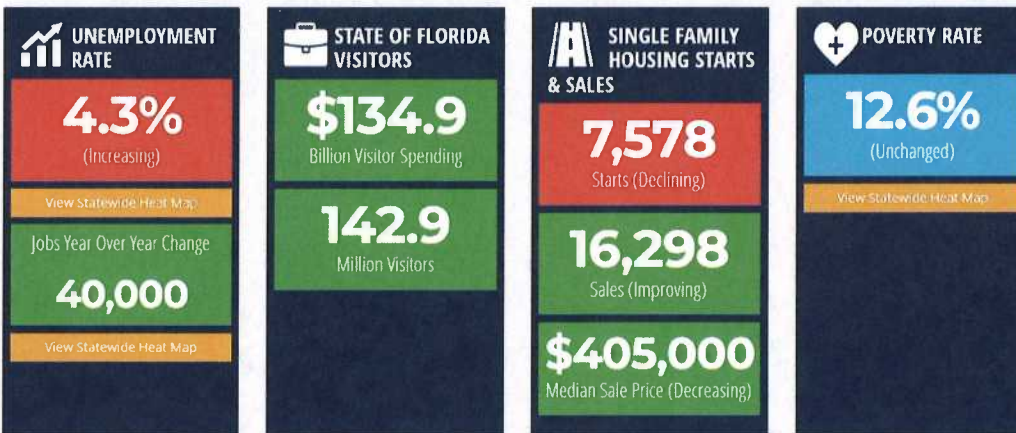 UNEMPLOYMENT
RATE
4.3%
(Increasing)
View Statewide Heat Map
Jobs Year Over Year Change
40,000
View Statewide Heat Map
STATE OF FLORIDA
VISITORS
$134.9
Billion Visitor Spending
142.9
Million Visitors
SINGLE FAMILY
HOUSING STARTS
& SALES
7,578
Starts (Declining)
16,298
Sales (Improving)
$405,000
Median Sale Price (Decreasing)
POVERTY RATE
12.6%
(Unchanged)
View Statewide Heat Map